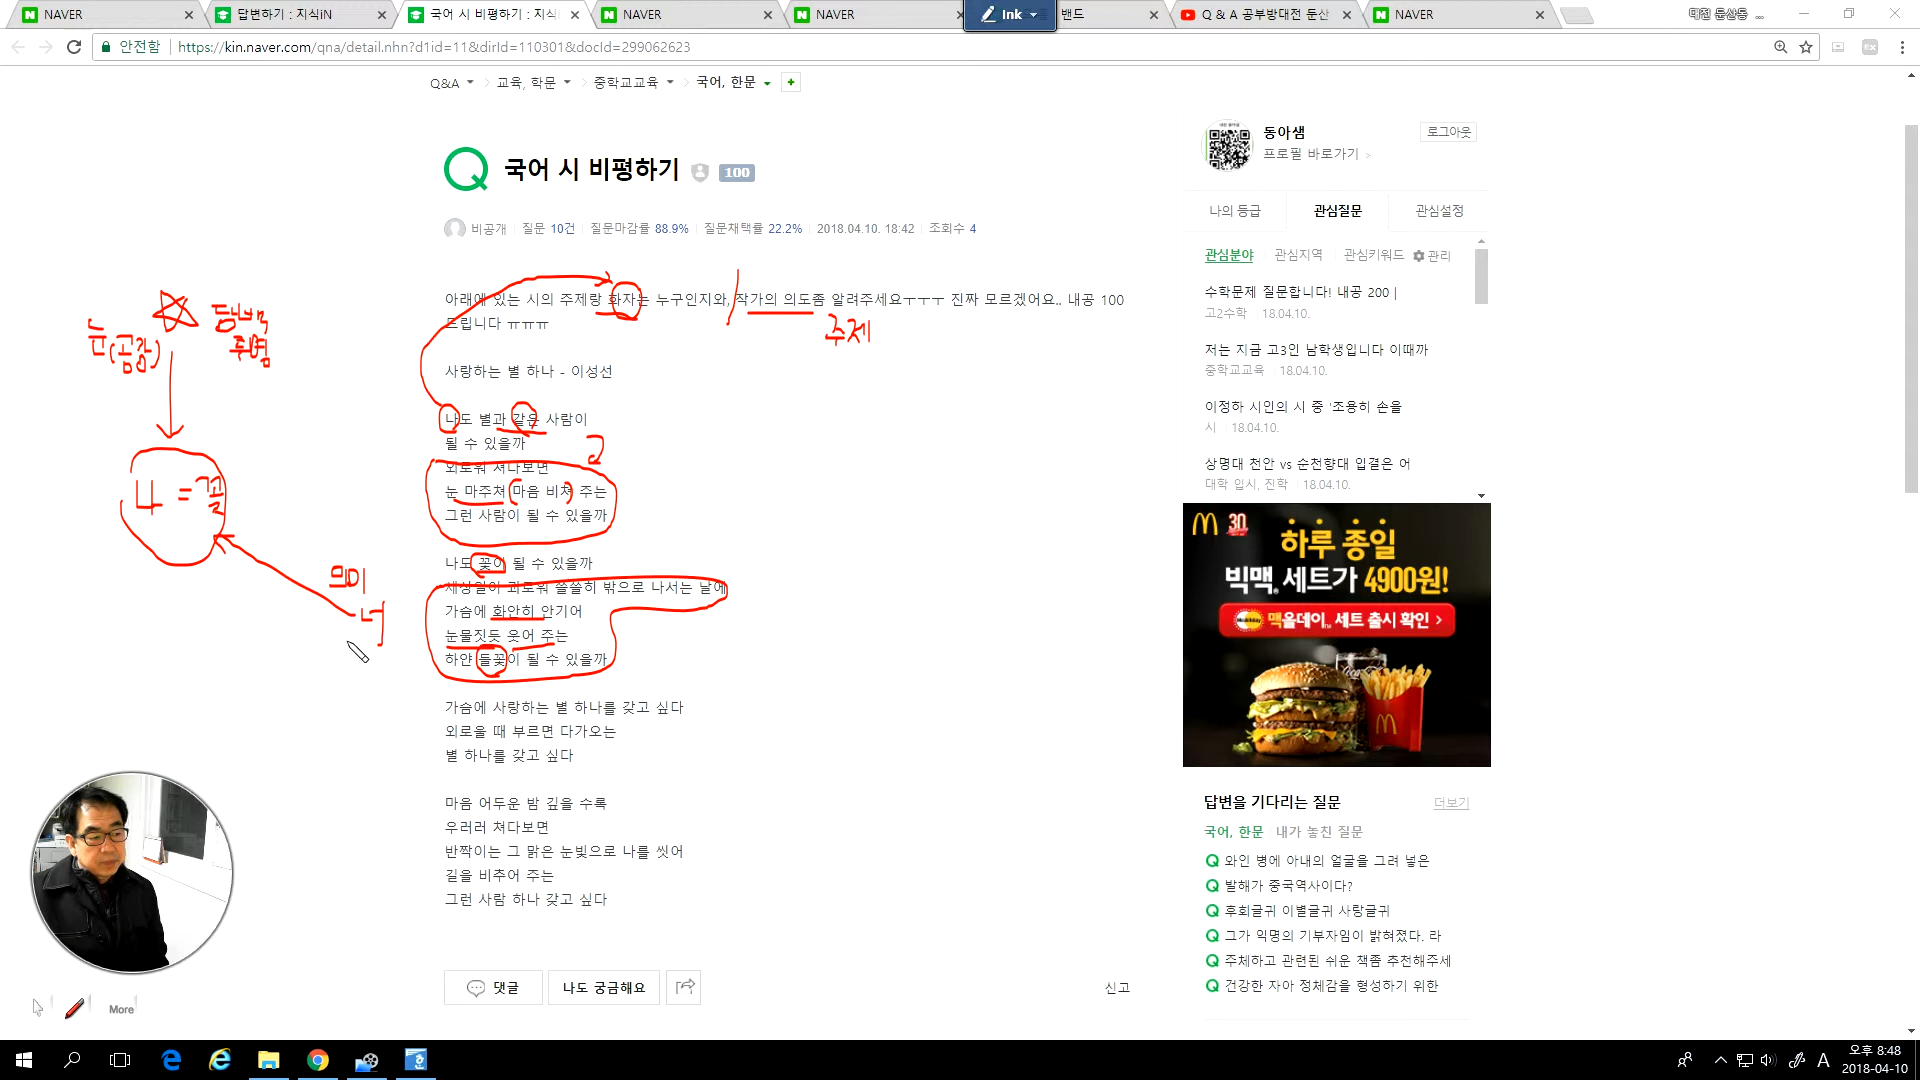 NAVER
답변하기 : 지식iN
국어 시 비평하기 : 지식
NAVER
NAVER
Ink
밴드
Q & A 공부방대전 둔산
NAVER
대전 둔산동 ...
안전함
https://kin.naver.com/qna/detail.nhn?d1id=11&dirId=110301&docId=299062623
Q&A
교육, 학문
중학교교육
국어, 한문
국어 시 비평하기
100
비공개
질문 10건
질문마감률 88.9%
질문채택률 22.2%
2018.04.10. 18:42
조회수 4
아래에 있는 시의 주제랑 화자는 누구인지와, 작가의 의도좀 알려주세요ㅜㅜㅜ 진짜 모르겠어요.. 내공 100
드립니다 ㅠㅠㅠ
주제
사랑하는 별 하나 - 이성선
나도 별과 같은 사람이
될 수 있을까
외로워 쳐다보면
눈 마주쳐 마음 비춰 주는
그런 사람이 될 수 있을까
나도 꽃이 될 수 있을까
세상일이 괴로워 쓸쓸히 밖으로 나서는 날에
가슴에 화안히 안기어
눈물짓듯 웃어 주는
하얀 들꽃이 될 수 있을까
가슴에 사랑하는 별 하나를 갖고 싶다
외로울 때 부르면 다가오는
별 하나를 갖고 싶다
마음 어두운 밤 깊을 수록
우러러 쳐다보면
반짝이는 그 맑은 눈빛으로 나를 씻어
길을 비추어 주는
그런 사람 하나 갖고 싶다
눈(공감)
나 = 꽃
의미
너
댓글
나도 궁금해요
신고
동아샘
프로필 바로가기 >
로그아웃
나의 등급
관심질문
관심설정
관심분야
관심지역
관심키워드
관리
수학문제 질문합니다! 내공 200 |
고2수학
18.04.10.
저는 지금 고3인 남학생입니다 이때까
중학교교육
18.04.10.
이정하 시인의 시 중 '조용히 손을
시
18.04.10.
상명대 천안 vs 순천향대 입결은 어
대학 입시, 진학
18.04.10.
30
하루 종일
빅맥 세트가 4900원!
맥올데이 세트 출시 확인 >
답변을 기다리는 질문
더보기
국어, 한문
내가 놓친 질문
와인 병에 아내의 얼굴을 그려 넣은
발해가 중국역사이다?
후회글귀 이별글귀 사랑글귀
그가 익명의 기부자임이 밝혀졌다. 라
주체하고 관련된 쉬운 책좀 추천해주세
건강한 자아 정체감을 형성하기 위한
More
A
오후 8:48
2018-04-10